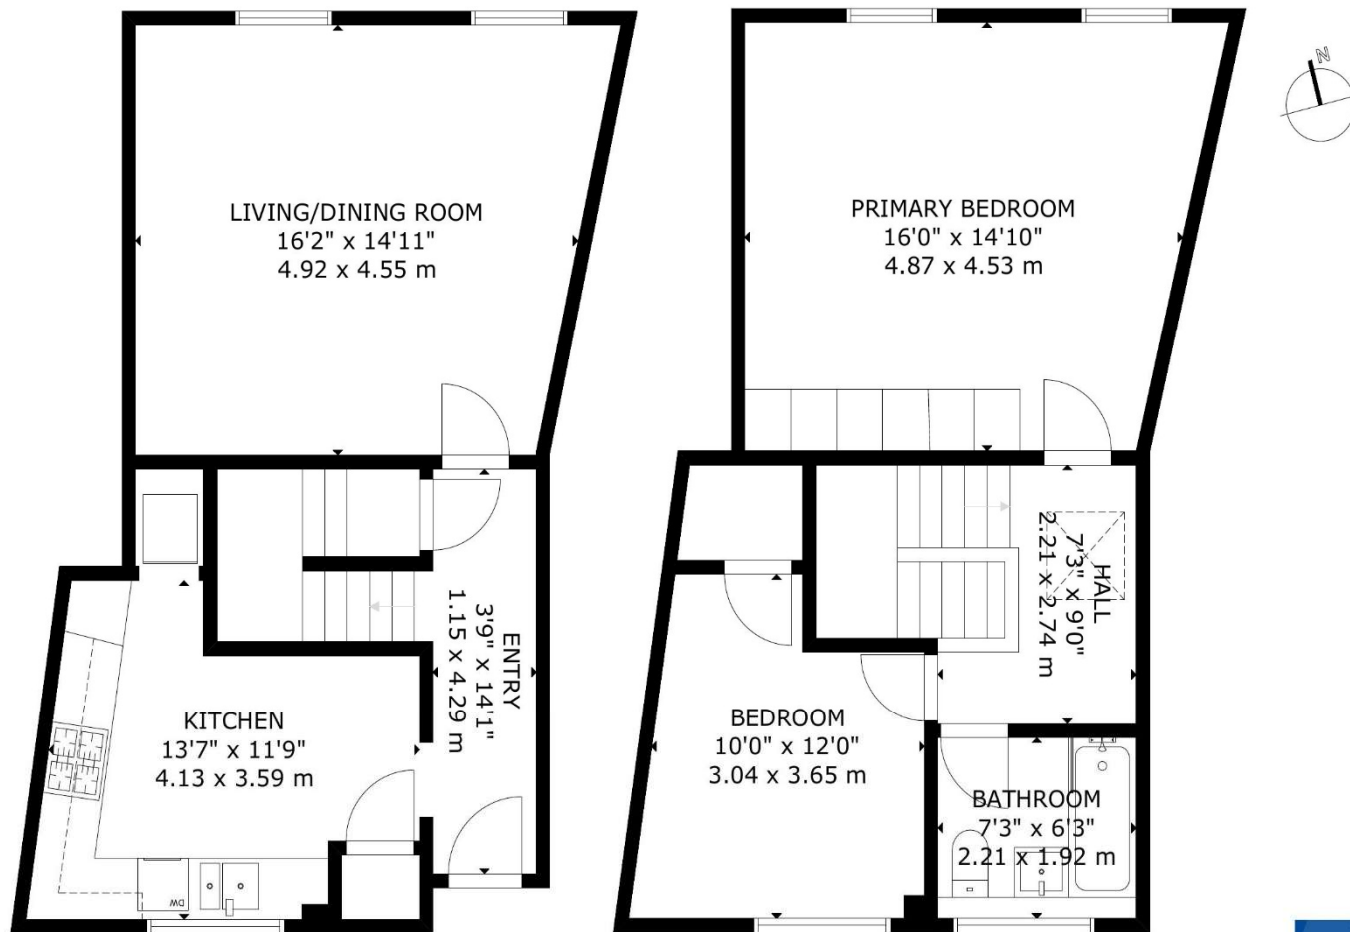 LIVING/DINING ROOM
16'2" x 14'11"
4.92 x 4.55 m
ENTRY
3'9" x 14'1"
1.15 x 4.29 m
KITCHEN
13'7" x 11'9"
4.13 x 3.59 m
DW
PRIMARY BEDROOM
16'0" x 14'10"
4.87 x 4.53 m
HALL
7'3" x 9'0"
2.21 x 2.74 m
BEDROOM
10'0" x 12'0"
3.04 x 3.65 m
BATHROOM
7'3" x 6'3"
2.21 x 1.92 m
N